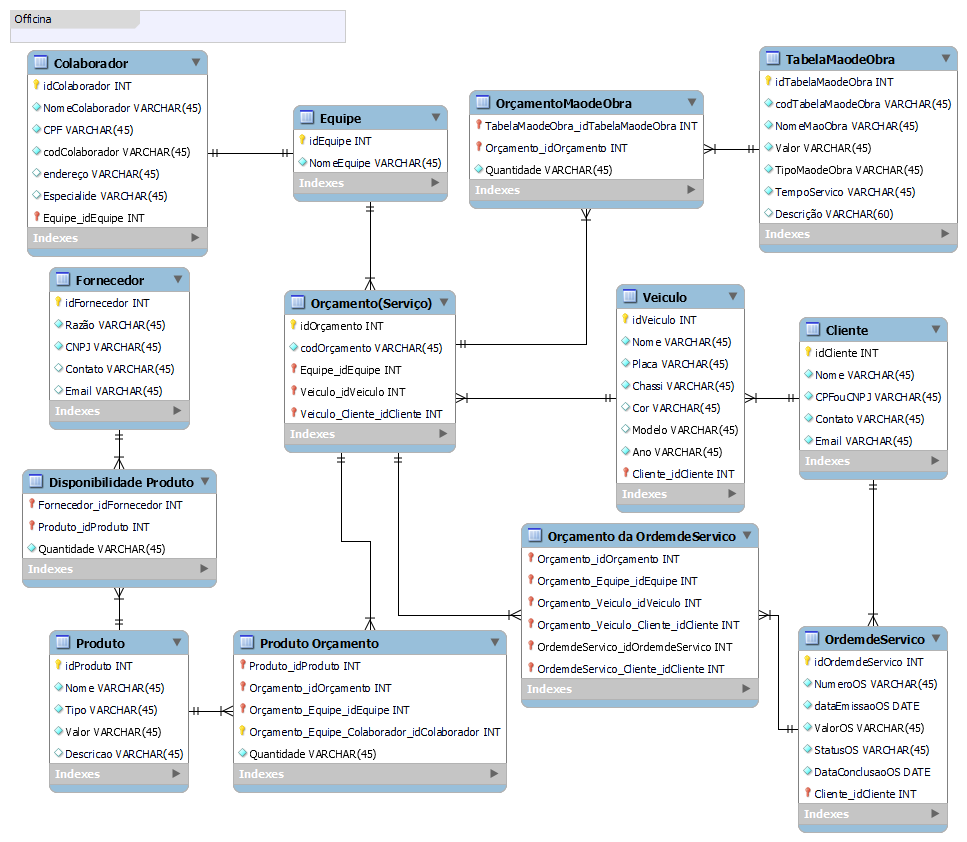 Officina
Colaborador
idColaborador INT
NomeColaborador VARCHAR(45)
CPF VARCHAR(45)
codColaborador VARCHAR(45)
endereço VARCHAR(45)
Especialide VARCHAR(45)
Equipe_idEquipe INT
Indexes
Equipe
idEquipe INT
NomeEquipe VARCHAR(45)
Indexes
OrçamentoMaodeObra
TabelaMaodeObra_idTabelaMaodeObra INT
Orçamento_idOrçamento INT
Quantidade VARCHAR(45)
Indexes
TabelaMaodeObra
idTabelaMaodeObra INT
codTabelaMaodeObra VARCHAR(45)
NomeMaoObra VARCHAR(45)
Valor VARCHAR(45)
TipoMaodeObra VARCHAR(45)
TempoServico VARCHAR(45)
Descrição VARCHAR(60)
Indexes
Fornecedor
idFornecedor INT
Razão VARCHAR(45)
CNPJ VARCHAR(45)
Contato VARCHAR(45)
Email VARCHAR(45)
Indexes
Orçamento(Serviço)
idOrçamento INT
codOrçamento VARCHAR(45)
Equipe_idEquipe INT
Veiculo_idVeiculo INT
Veiculo_Cliente_idCliente INT
Indexes
Veiculo
idVeiculo INT
Nome VARCHAR(45)
Placa VARCHAR(45)
Chassi VARCHAR(45)
Cor VARCHAR(45)
Modelo VARCHAR(45)
Ano VARCHAR(45)
Cliente_idCliente INT
Indexes
Cliente
idCliente INT
Nome VARCHAR(45)
CPFouCNPJ VARCHAR(45)
Contato VARCHAR(45)
Email VARCHAR(45)
Indexes
Disponibilidade Produto
Fornecedor_idFornecedor INT
Produto_idProduto INT
Quantidade VARCHAR(45)
Indexes
Orçamento da OrdemdeServico
Orçamento_idOrçamento INT
Orçamento_Equipe_idEquipe INT
Orçamento_Veiculo_idVeiculo INT
Orçamento_Veiculo_Cliente_idCliente INT
OrdemdeServico_idOrdemdeServico INT
OrdemdeServico_Cliente_idCliente INT
Indexes
Produto
idProduto INT
Nome VARCHAR(45)
Tipo VARCHAR(45)
Valor VARCHAR(45)
Descricao VARCHAR(45)
Indexes
Produto Orçamento
Produto_idProduto INT
Orçamento_idOrçamento INT
Orçamento_Equipe_idEquipe INT
Orçamento_Equipe_Colaborador_idColaborador INT
Quantidade VARCHAR(45)
Indexes
OrdemdeServico
idOrdemdeServico INT
NumeroOS VARCHAR(45)
dataEmissaoOS DATE
ValorOS VARCHAR(45)
StatusOS VARCHAR(45)
DataConclusaoOS DATE
Cliente_idCliente INT
Indexes